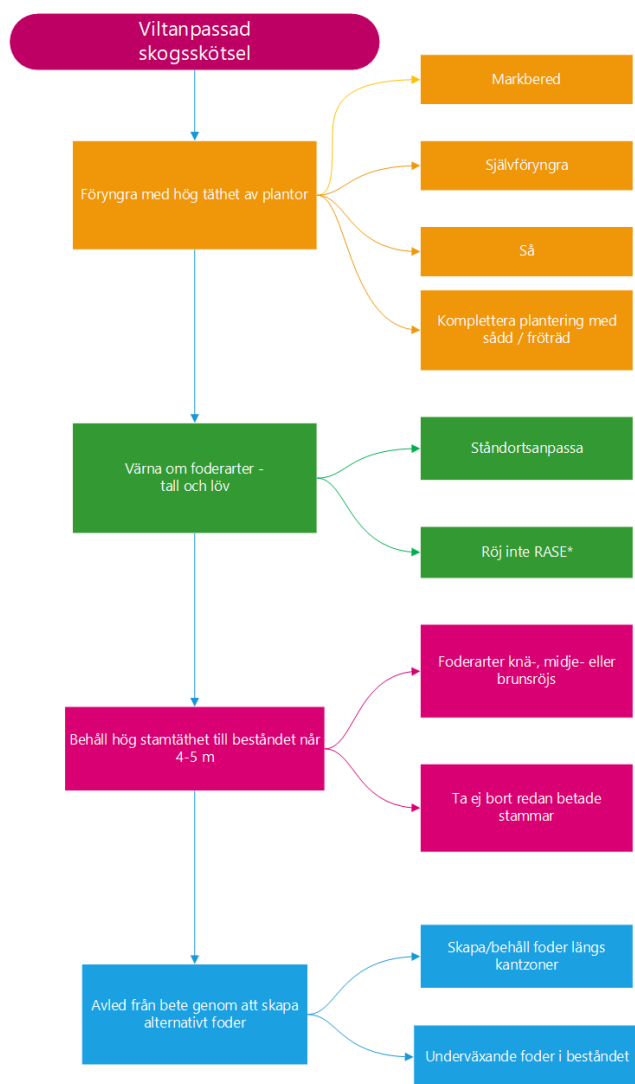 Viltanpassad
skogsskötsel
Markbered
Föryngra med hög täthet av plantor
Självföryngra
Så
Komplettera plantering med
sådd / fröträd
Värna om foderarter -
tall och löv
Ståndortsanpassa
Röj inte RASE*
Foderarter knä-, midje- eller
brunsröjs
Behåll hög stamtäthet till beståndet når
4-5 m
Ta ej bort redan betade
stammar
Skapa/behåll foder längs
kantzoner
Avled från bete genom att skapa
alternativt foder
Underväxande foder i beståndet